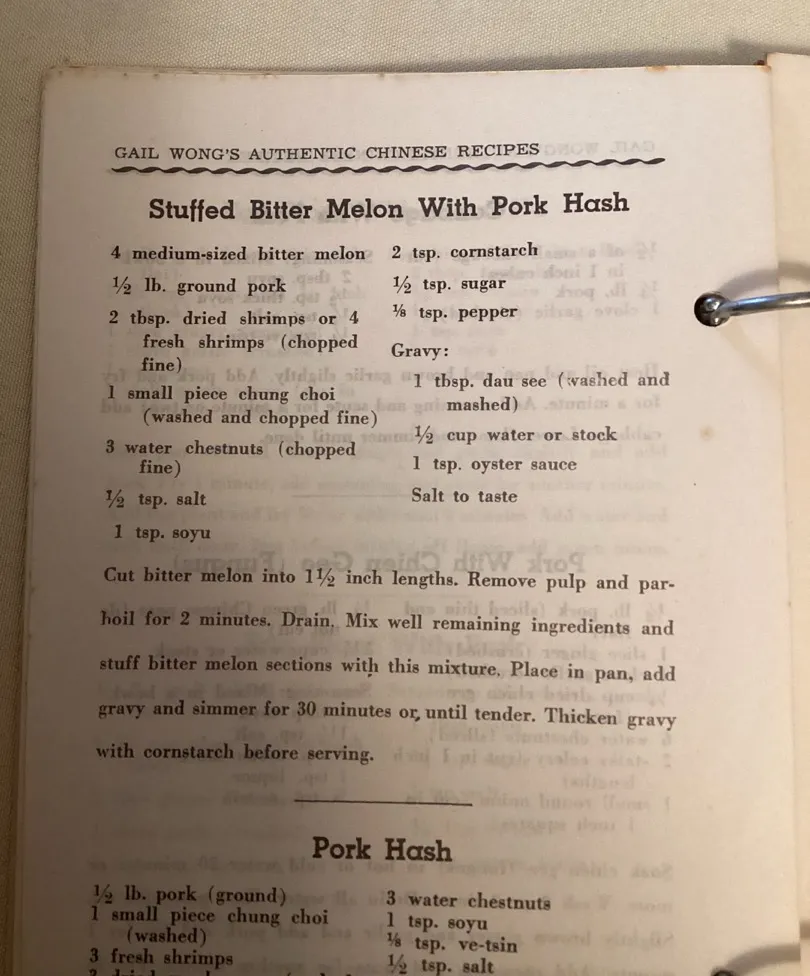 GAIL WONG'S AUTHENTIC CHINESE RECIPES
Stuffed Bitter Melon With Pork Hash
4 medium-sized bitter melon
½ lb. ground pork
2 tbsp. dried shrimps or 4
fresh shrimps (chopped
fine)
1 small piece chung choi
(washed and chopped fine)
3 water chestnuts (chopped
fine)
½ tsp. salt
1 tsp. soyu
2 tsp. cornstarch
½ tsp. sugar
⅛ tsp. pepper
Gravy:
1 tbsp. dau see (washed and
mashed)
½ cup water or stock
1 tsp. oyster sauce
Salt to taste
Cut bitter melon into 1½ inch lengths. Remove pulp and par-
boil for 2 minutes. Drain. Mix well remaining ingredients and
stuff bitter melon sections with this mixture. Place in pan, add
gravy and simmer for 30 minutes or, until tender. Thicken gravy
with cornstarch before serving.
Pork Hash
½ lb. pork (ground)
1 small piece chung choi
(washed)
3 fresh shrimps
3 water chestnuts
1 tsp. soyu
⅛ tsp. ve-tsin
½ tsp. salt